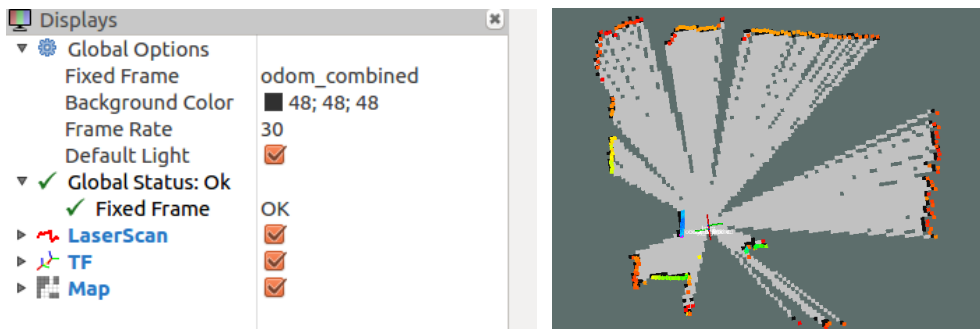 Displays
Global Options
Fixed Frame odom_combined
Background Color 48; 48; 48
Frame Rate 30
Default Light
Global Status: Ok
Fixed Frame OK
LaserScan
TF
Map